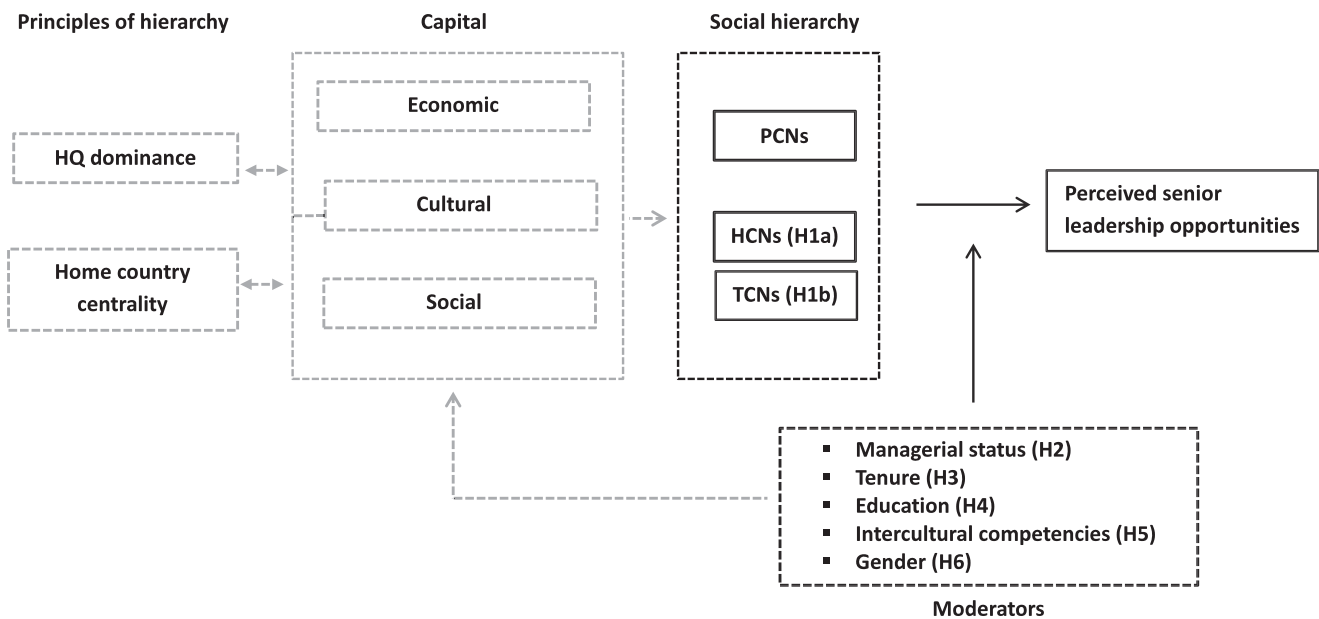 Principles of hierarchy
Capital
Social hierarchy
Economic
HQ dominance
Cultural
Home country
centrality
Social
PCNs
HCNs (H1a)
TCNs (H1b)
Perceived senior
leadership opportunities
▪ Managerial status (H2)
▪ Tenure (H3)
▪ Education (H4)
▪ Intercultural competencies (H5)
▪ Gender (H6)
Moderators